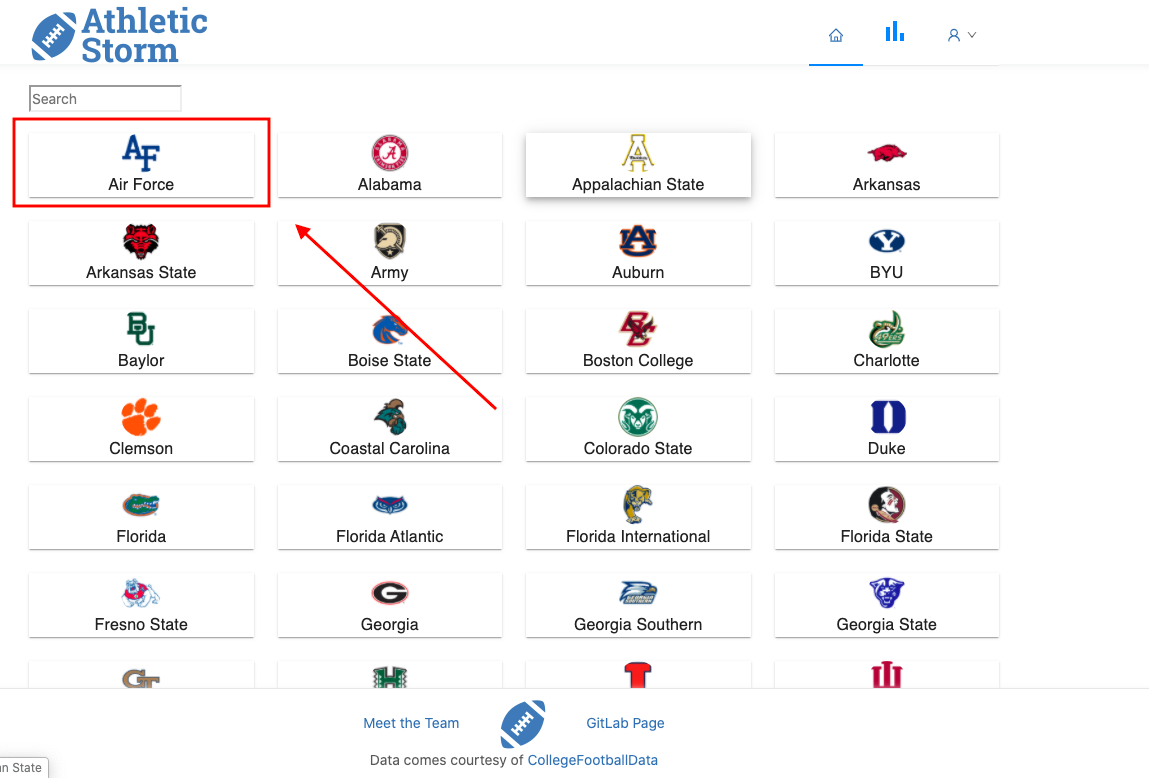 Athletic
Storm
Search
Air Force
Alabama
Appalachian State
Arkansas
Arkansas State
Army
Auburn
BYU
Baylor
Boise State
Boston College
Charlotte
Clemson
Coastal Carolina
Colorado State
Duke
Florida
Florida Atlantic
Florida International
Florida State
Fresno State
Georgia
Georgia Southern
Georgia State
Meet the Team
GitLab Page
Data comes courtesy of CollegeFootballData
an State